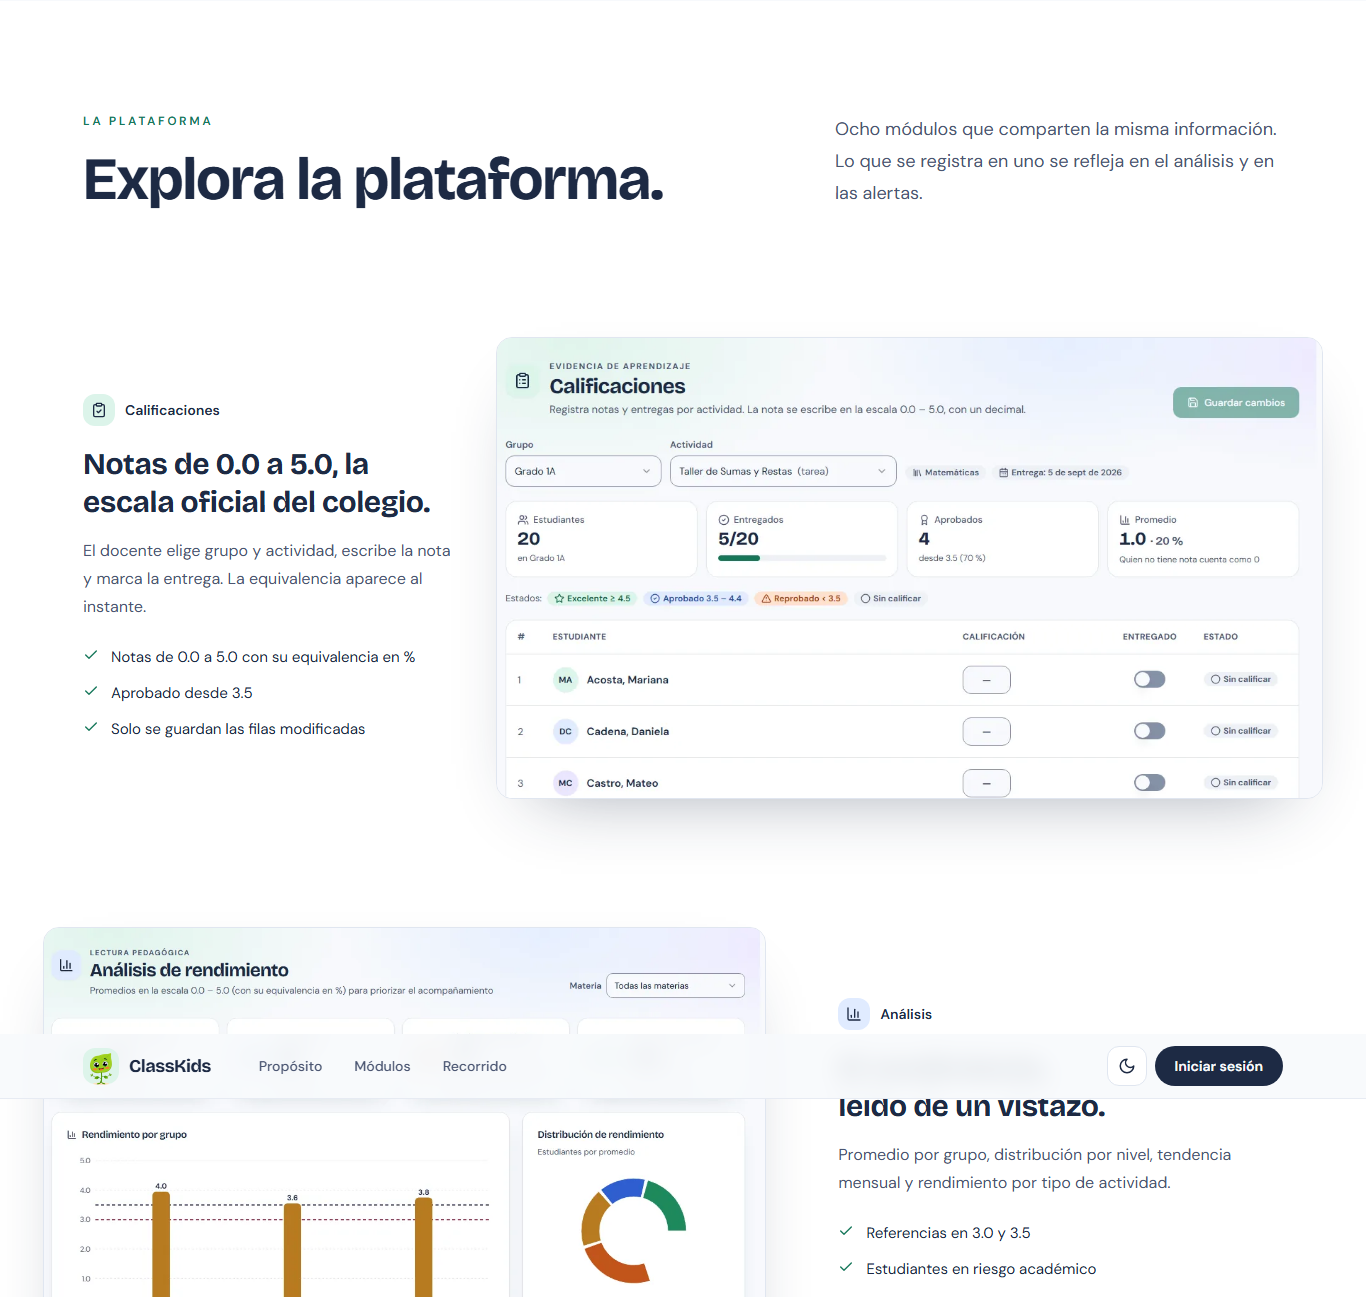 LA PLATAFORMA
Explora la plataforma.
Ocho módulos que comparten la misma información.
Lo que se registra en uno se refleja en el análisis y en
las alertas.
Calificaciones
Notas de 0.0 a 5.0, la
escala oficial del colegio.
El docente elige grupo y actividad, escribe la nota
y marca la entrega. La equivalencia aparece al
instante.
Notas de 0.0 a 5.0 con su equivalencia en %
Aprobado desde 3.5
Solo se guardan las filas modificadas
EVIDENCIA DE APRENDIZAJE
Calificaciones
Registra notas y entregas por actividad. La nota se escribe en la escala 0.0 – 5.0, con un decimal.
Guardar cambios
Grupo
Actividad
Grado 1A
Taller de Sumas y Restas (tarea)
Matemáticas
Entrega: 5 de sept de 2026
Estudiantes
20
en Grado 1A
Entregados
5/20
Aprobados
4
desde 3.5 (70 %)
Promedio
1.0 · 20 %
Quien no tiene nota cuenta como 0
Estados:
Excelente ≥ 4.5
Aprobado 3.5 – 4.4
Reprobado < 3.5
Sin calificar
# ESTUDIANTE CALIFICACIÓN ENTREGADO ESTADO
1 MA Acosta, Mariana – Sin calificar
2 DC Cadena, Daniela – Sin calificar
3 MC Castro, Mateo – Sin calificar
LECTURA PEDAGÓGICA
Análisis de rendimiento
Promedios en la escala 0.0 – 5.0 (con su equivalencia en %) para priorizar el acompañamiento
Materia
Todas las materias
Análisis
ClassKids
Propósito
Módulos
Recorrido
Iniciar sesión
leído de un vistazo.
Promedio por grupo, distribución por nivel, tendencia
mensual y rendimiento por tipo de actividad.
Referencias en 3.0 y 3.5
Estudiantes en riesgo académico
Rendimiento por grupo
5.0
4.0
3.0
2.0
1.0
4.0
3.6
3.8
Distribución de rendimiento
Estudiantes por promedio